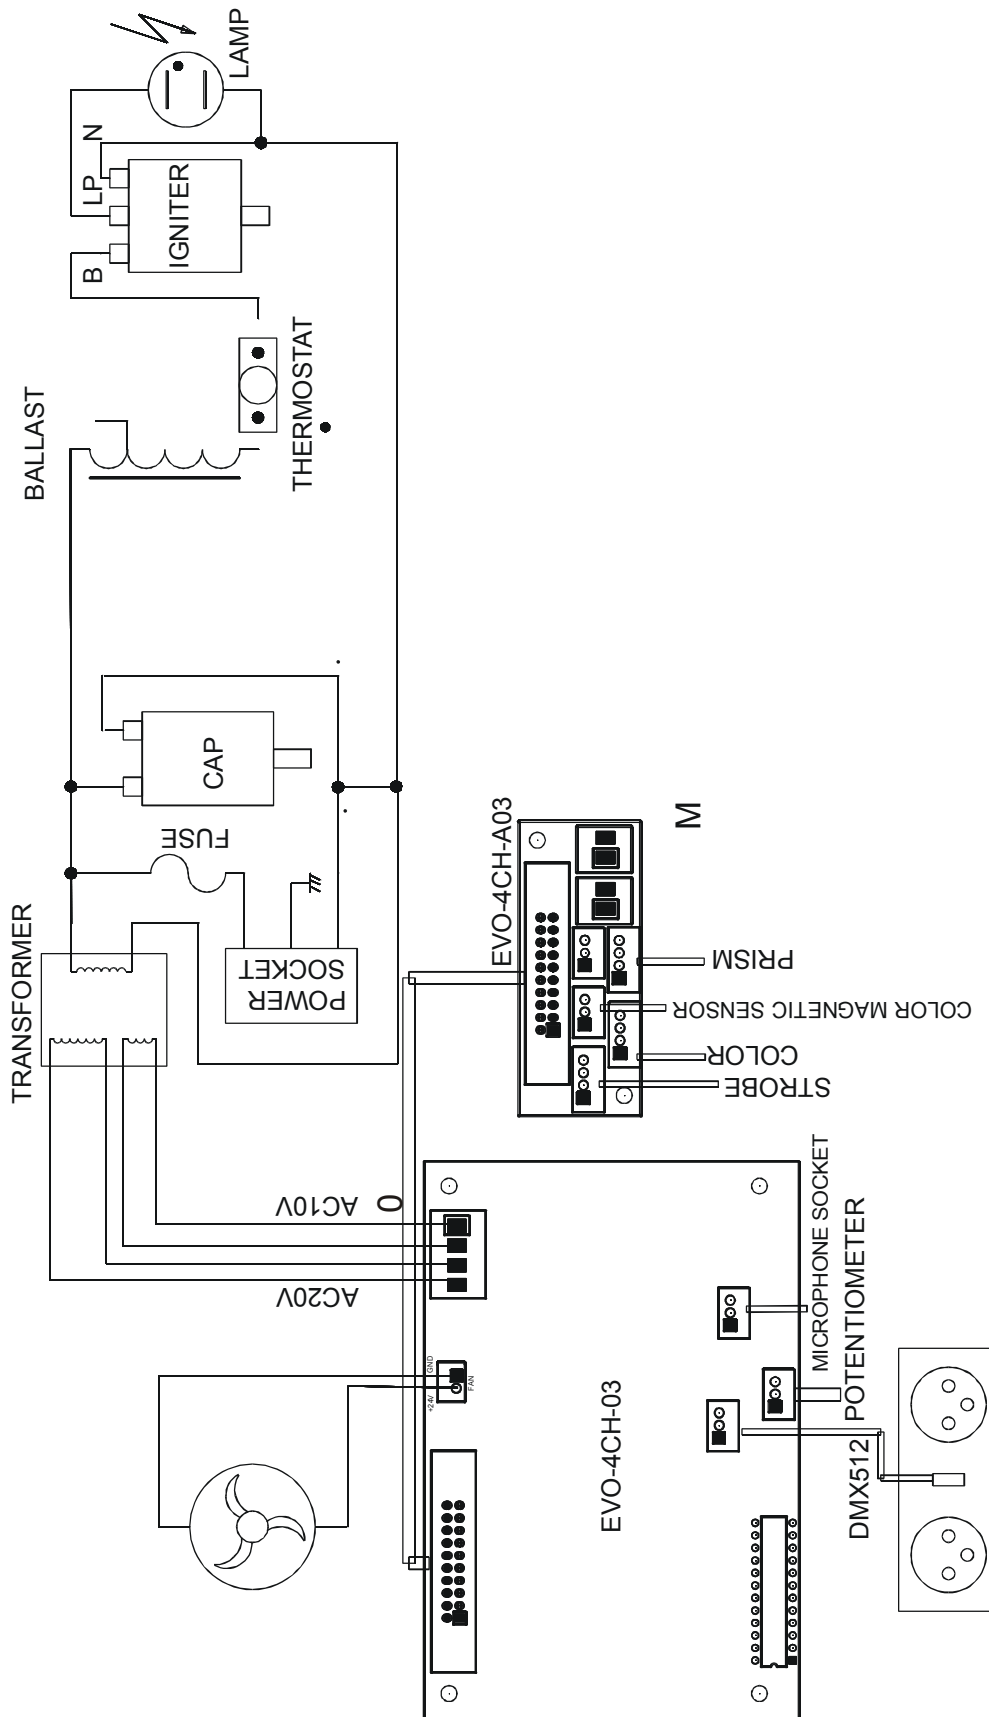 LAMP
N
LP
B
IGNITER
BALLAST
THERMOSTAT
CAP
FUSE
TRANSFORMER
POWER
SOCKET
EVO-4CH-A03
M
PRISM
COLOR MAGNETIC SENSOR
COLOR
STROBE
AC10V
0
AC20V
GND
+24V
FAN
EVO-4CH-03
MICROPHONE SOCKET
POTENTIOMETER
DMX512